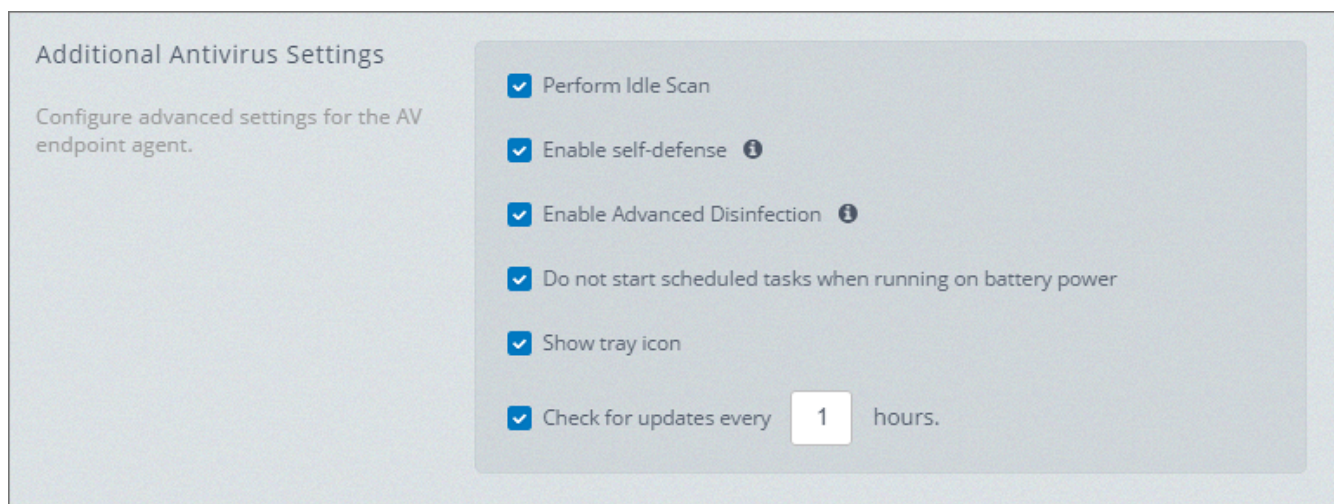 Additional Antivirus Settings
Configure advanced settings for the AV
endpoint agent.
Perform Idle Scan
Enable self-defense
Enable Advanced Disinfection
Do not start scheduled tasks when running on battery power
Show tray icon
Check for updates every 1 hours.